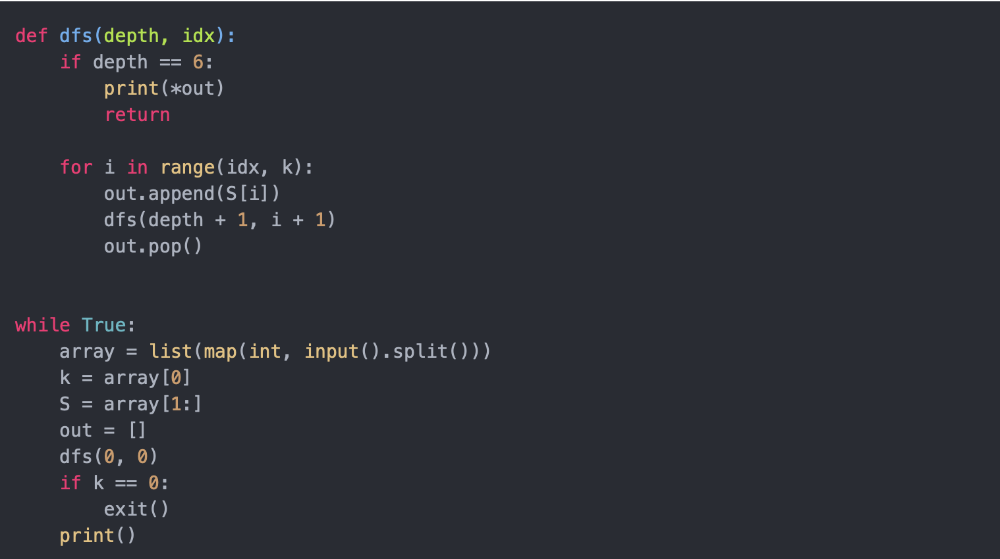 def dfs(depth, idx):
    if depth == 6:
        print(*out)
        return
    for i in range(idx, k):
        out.append(S[i])
        dfs(depth + 1, i + 1)
        out.pop()
while True:
    array = list(map(int, input().split()))
    k = array[0]
    S = array[1:]
    out = []
    dfs(0, 0)
    if k == 0:
        exit()
    print()